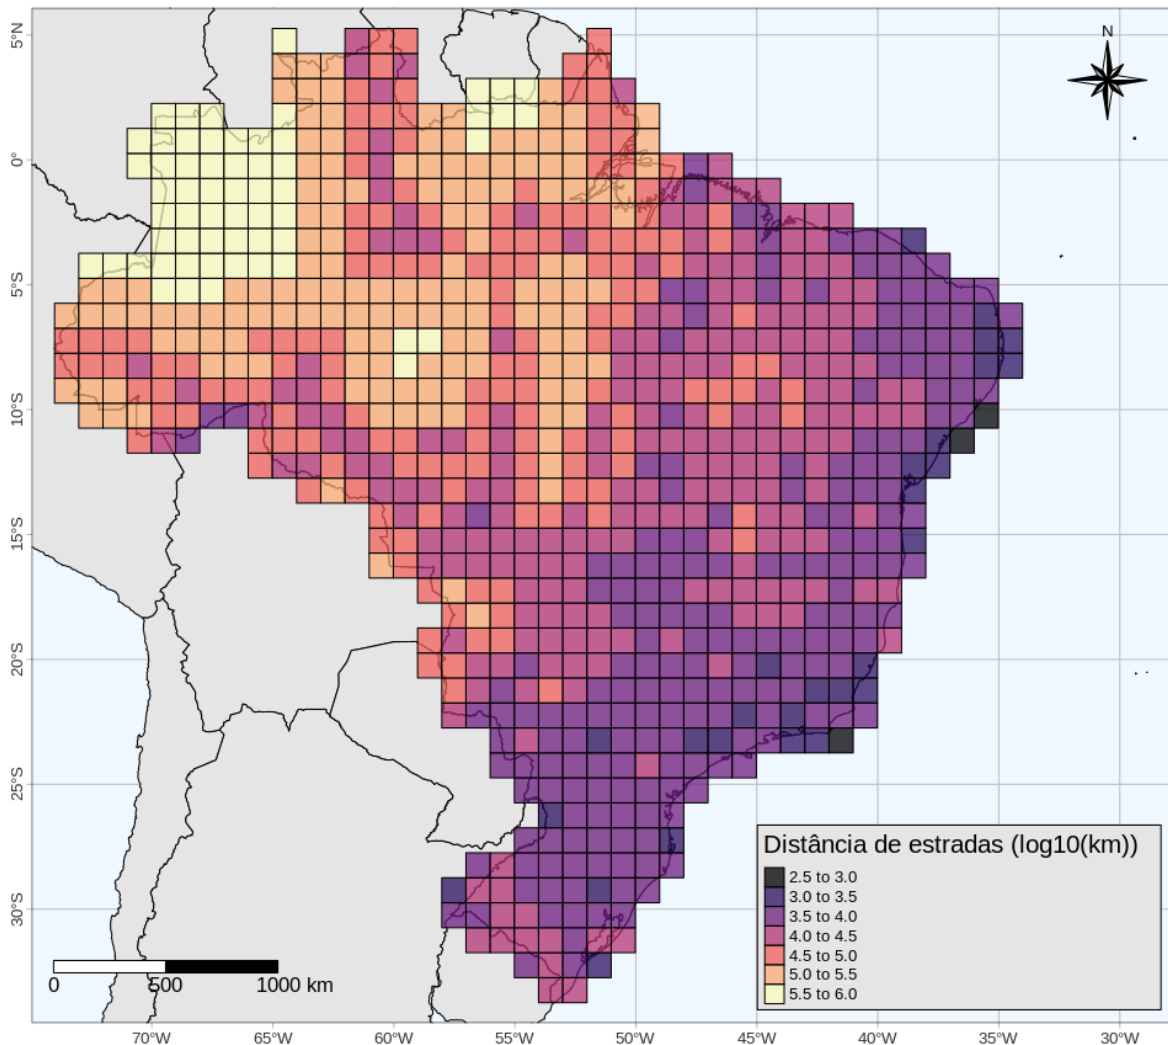 N
5°N
0°
5°S
10°S
15°S
20°S
25°S
30°S
Distância de estradas (log10(km))
2.5 to 3.0
3.0 to 3.5
3.5 to 4.0
4.0 to 4.5
4.5 to 5.0
5.0 to 5.5
5.5 to 6.0
0 500 1000 km
70°W 65°W 60°W 55°W 50°W 45°W 40°W 35°W 30°W